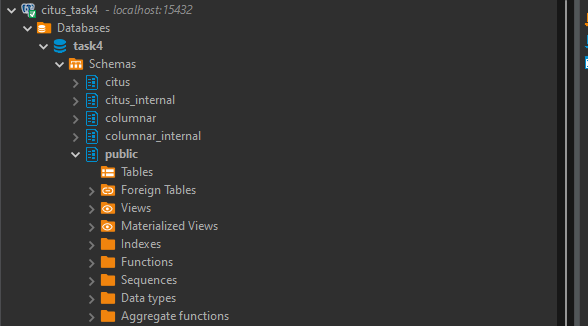 citus_task4 - localhost:15432
Databases
task4
Schemas
citus
citus_internal
columnar
columnar_internal
public
Tables
Foreign Tables
Views
Materialized Views
Indexes
Functions
Sequences
Data types
Aggregate functions